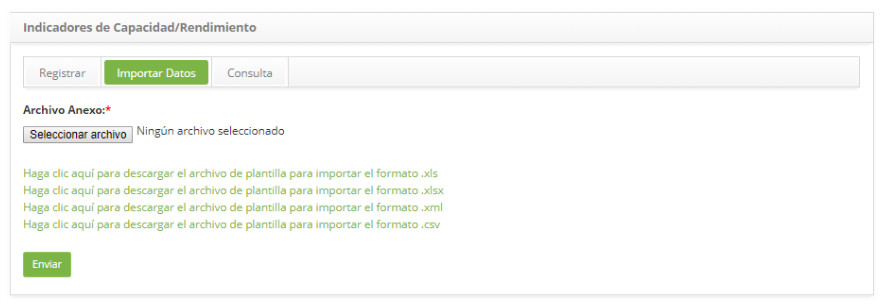 Indicadores de Capacidad/Rendimiento
Registrar Importar Datos Consulta
Archivo Anexo:*
Seleccionar archivo Ningún archivo seleccionado
Haga clic aquí para descargar el archivo de plantilla para importar el formato .xls
Haga clic aquí para descargar el archivo de plantilla para importar el formato .xlsx
Haga clic aquí para descargar el archivo de plantilla para importar el formato .xml
Haga clic aquí para descargar el archivo de plantilla para importar el formato .csv
Enviar